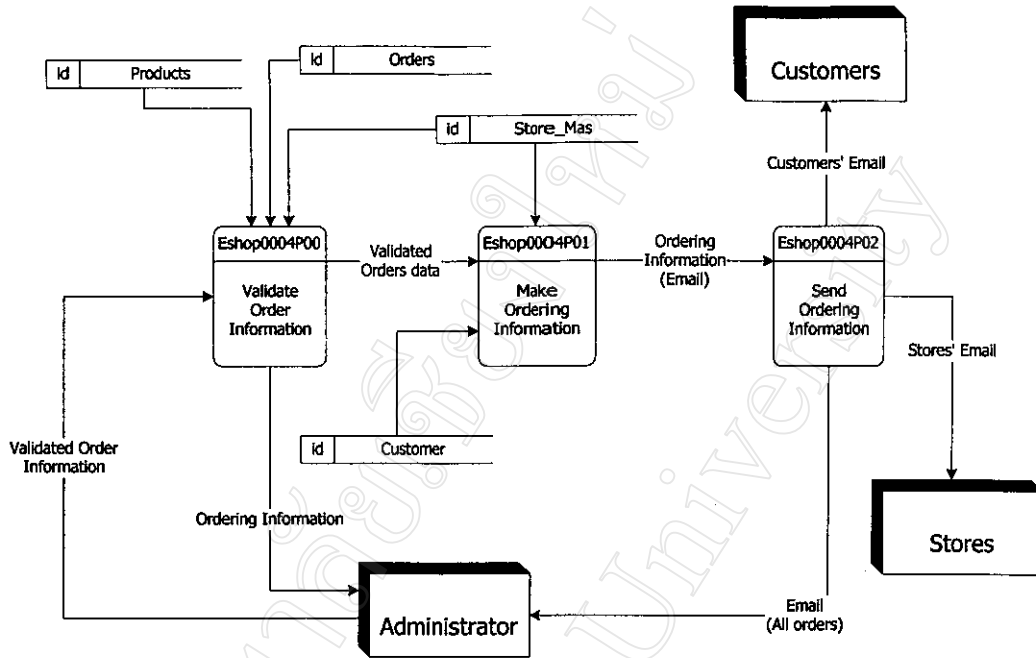 id Products
id Orders
Customers
id Store_Mas
Customers' Email
Eshop0004P00
Validate
Order
Information
Validated
Orders data
Eshop0004P01
Make
Ordering
Information
Ordering
Information
(Email)
Eshop0004P02
Send
Ordering
Information
Stores' Email
Validated Order
Information
id Customer
Ordering Information
Stores
Administrator
Email
(All orders)
University